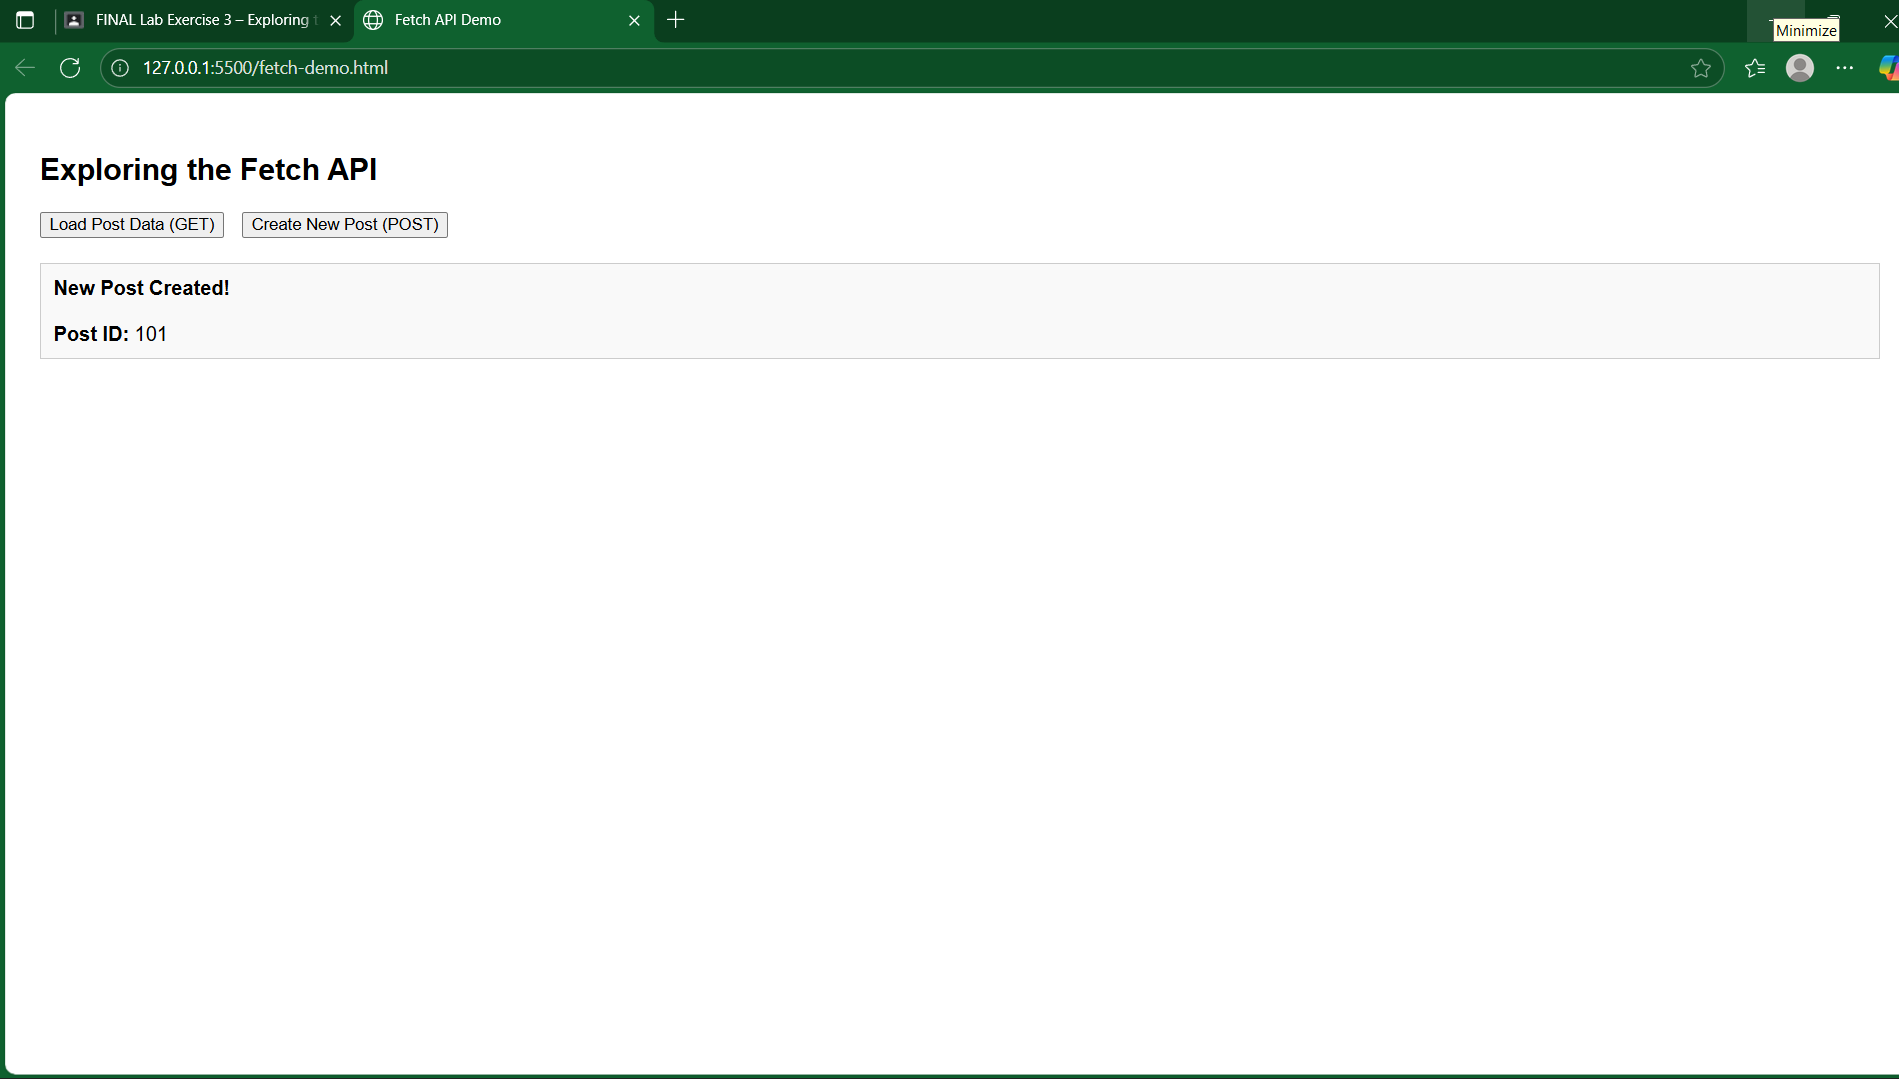 FINAL Lab Exercise 3 – Exploring t
Fetch API Demo
Minimize
127.0.0.1:5500/fetch-demo.html
Exploring the Fetch API
Load Post Data (GET)
Create New Post (POST)
New Post Created!
Post ID: 101